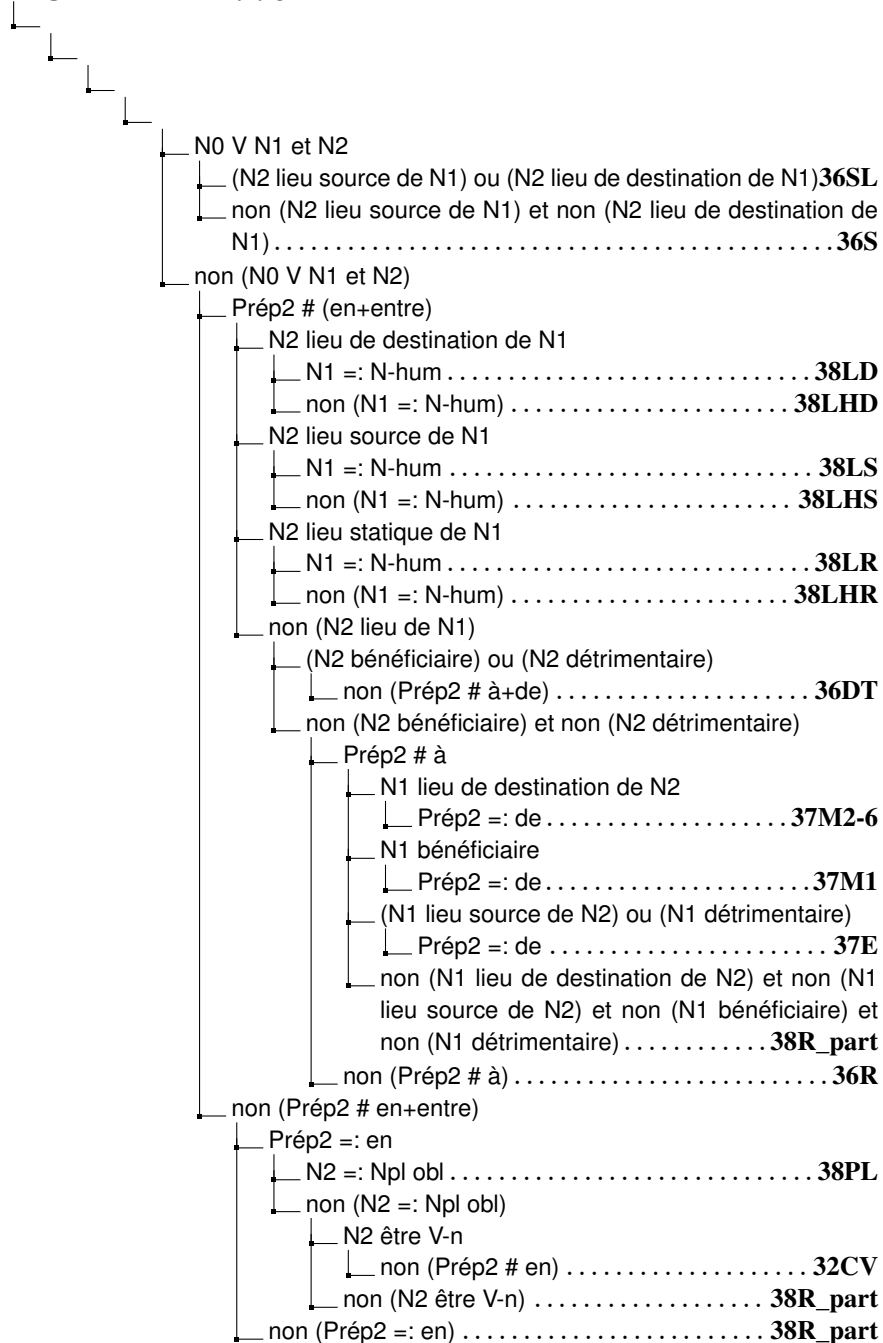 N0 V N1 et N2
(N2 lieu source de N1) ou (N2 lieu de destination de N1)36SL
non (N2 lieu source de N1) et non (N2 lieu de destination de
N1) . . . . . . . . . . . . . . . . . . . . . . . . . . . . . . . . . . . . . . . . . . . . . . 36S
non (N0 V N1 et N2)
Prép2 # (en+entre)
N2 lieu de destination de N1
N1 =: N-hum . . . . . . . . . . . . . . . . . . . . . . . . . . . . . . 38LD
non (N1 =: N-hum) . . . . . . . . . . . . . . . . . . . . . . . 38LHD
N2 lieu source de N1
N1 =: N-hum . . . . . . . . . . . . . . . . . . . . . . . . . . . . . . 38LS
non (N1 =: N-hum) . . . . . . . . . . . . . . . . . . . . . . . 38LHS
N2 lieu statique de N1
N1 =: N-hum . . . . . . . . . . . . . . . . . . . . . . . . . . . . . . 38LR
non (N1 =: N-hum) . . . . . . . . . . . . . . . . . . . . . . . 38LHR
non (N2 lieu de N1)
(N2 bénéficiaire) ou (N2 détrimentaire)
non (Prép2 # à+de) . . . . . . . . . . . . . . . . . . . . . 36DT
non (N2 bénéficiaire) et non (N2 détrimentaire)
Prép2 # à
N1 lieu de destination de N2
Prép2 =: de . . . . . . . . . . . . . . . . . . . . 37M2-6
N1 bénéficiaire
Prép2 =: de . . . . . . . . . . . . . . . . . . . . . . 37M1
(N1 lieu source de N2) ou (N1 détrimentaire)
Prép2 =: de . . . . . . . . . . . . . . . . . . . . . . . 37E
non (N1 lieu de destination de N2) et non (N1
lieu source de N2) et non (N1 bénéficiaire) et
non (N1 détrimentaire) . . . . . . . . . . . . 38R_part
non (Prép2 # à) . . . . . . . . . . . . . . . . . . . . . . . . . . 36R
non (Prép2 # en+entre)
Prép2 =: en
N2 =: Npl obl . . . . . . . . . . . . . . . . . . . . . . . . . . . . . . 38PL
non (N2 =: Npl obl)
N2 être V-n
non (Prép2 # en) . . . . . . . . . . . . . . . . . . . . 32CV
non (N2 être V-n) . . . . . . . . . . . . . . . . . . . 38R_part
non (Prép2 =: en) . . . . . . . . . . . . . . . . . . . . . . . . . 38R_part